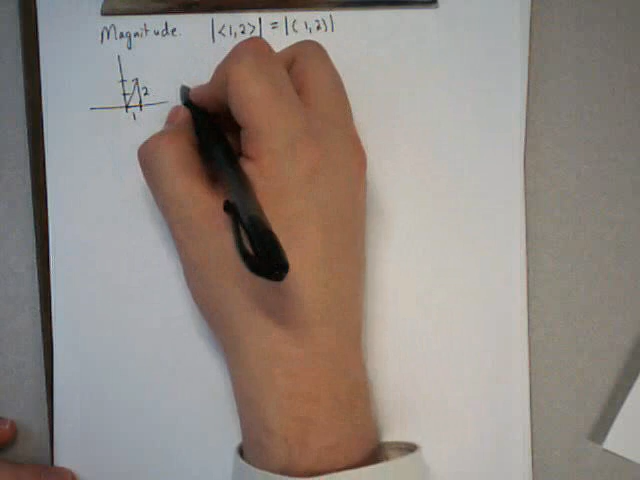 Magnitude. |<1,2>| = |(1,2)|
2
1